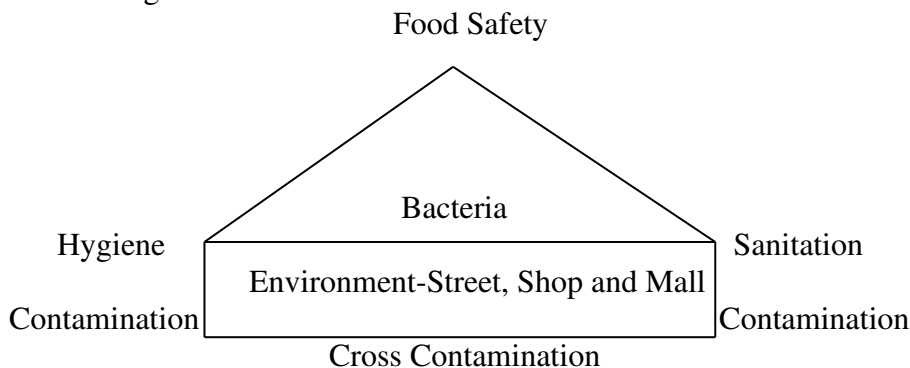 Food Safety
Bacteria
Hygiene
Sanitation
Environment-Street, Shop and Mall
Contamination
Contamination
Cross Contamination